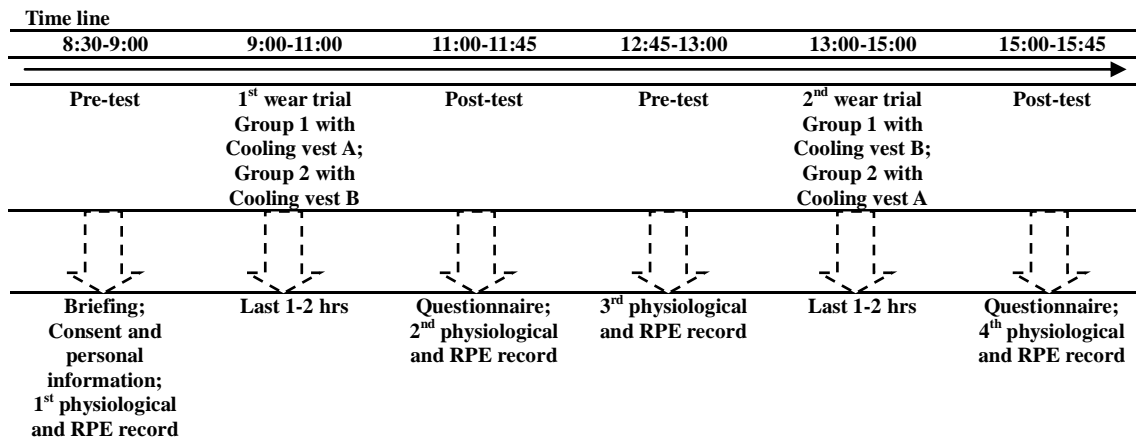 Time line
8:30-9:00 9:00-11:00 11:00-11:45 12:45-13:00 13:00-15:00 15:00-15:45
Pre-test 1st wear trial Post-test Pre-test 2nd wear trial Post-test
Group 1 with Group 1 with
Cooling vest A; Cooling vest B;
Group 2 with Group 2 with
Cooling vest B Cooling vest A
Briefing; Last 1-2 hrs Questionnaire; 3rd physiological Last 1-2 hrs Questionnaire;
Consent and 2nd physiological and RPE record 4th physiological
personal and RPE record and RPE record
information;
1st physiological
and RPE record